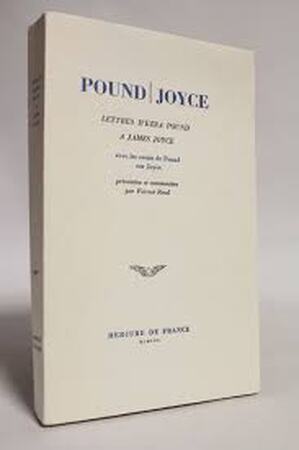 POUND|JOYCE
LETTRES D'EZRA POUND
A JAMES JOYCE
avec les essais de Pound
sur Joyce
présentées et commentées
par Forrest Read
MERCURE DE FRANCE